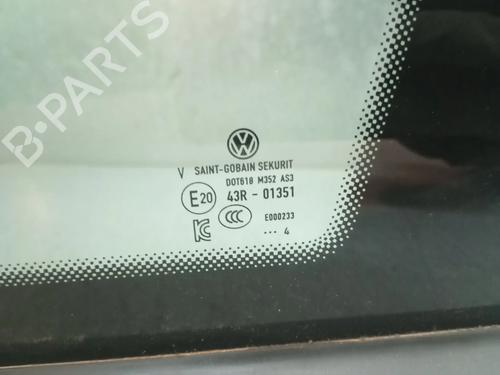 B-PARTS
V SAINT-GOBAIN SEKURIT
DOT618 M352 AS3
E20 43R - 01351
CCC E000233
··· 4